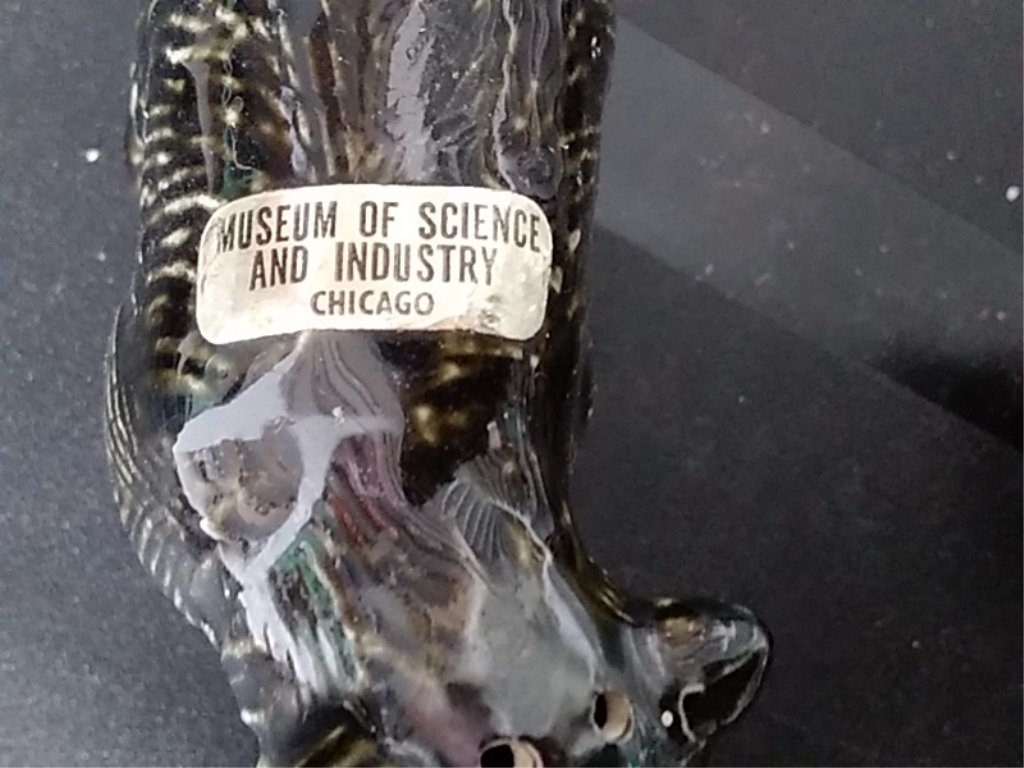 MUSEUM OF SCIENCE
AND INDUSTRY
CHICAGO